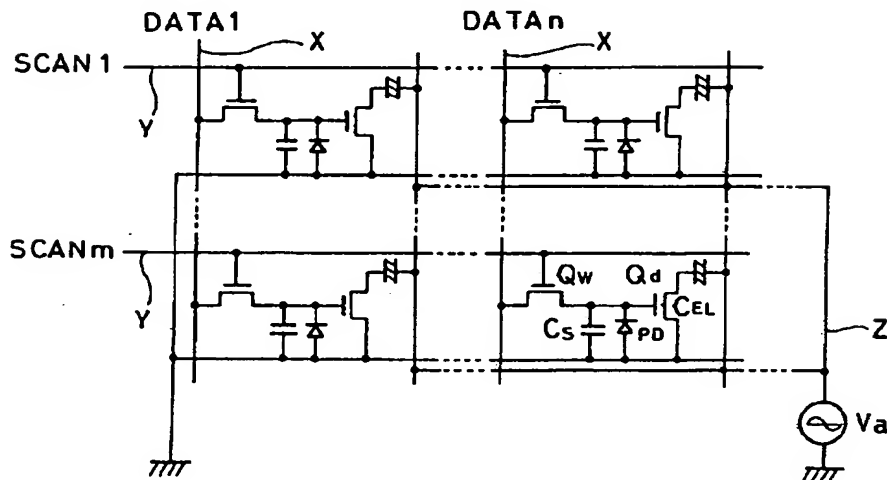 DATA1 X DATAn X
SCAN1
Y
SCANm
Y
Qw Qd
CEL
Cs PD
Z
Va